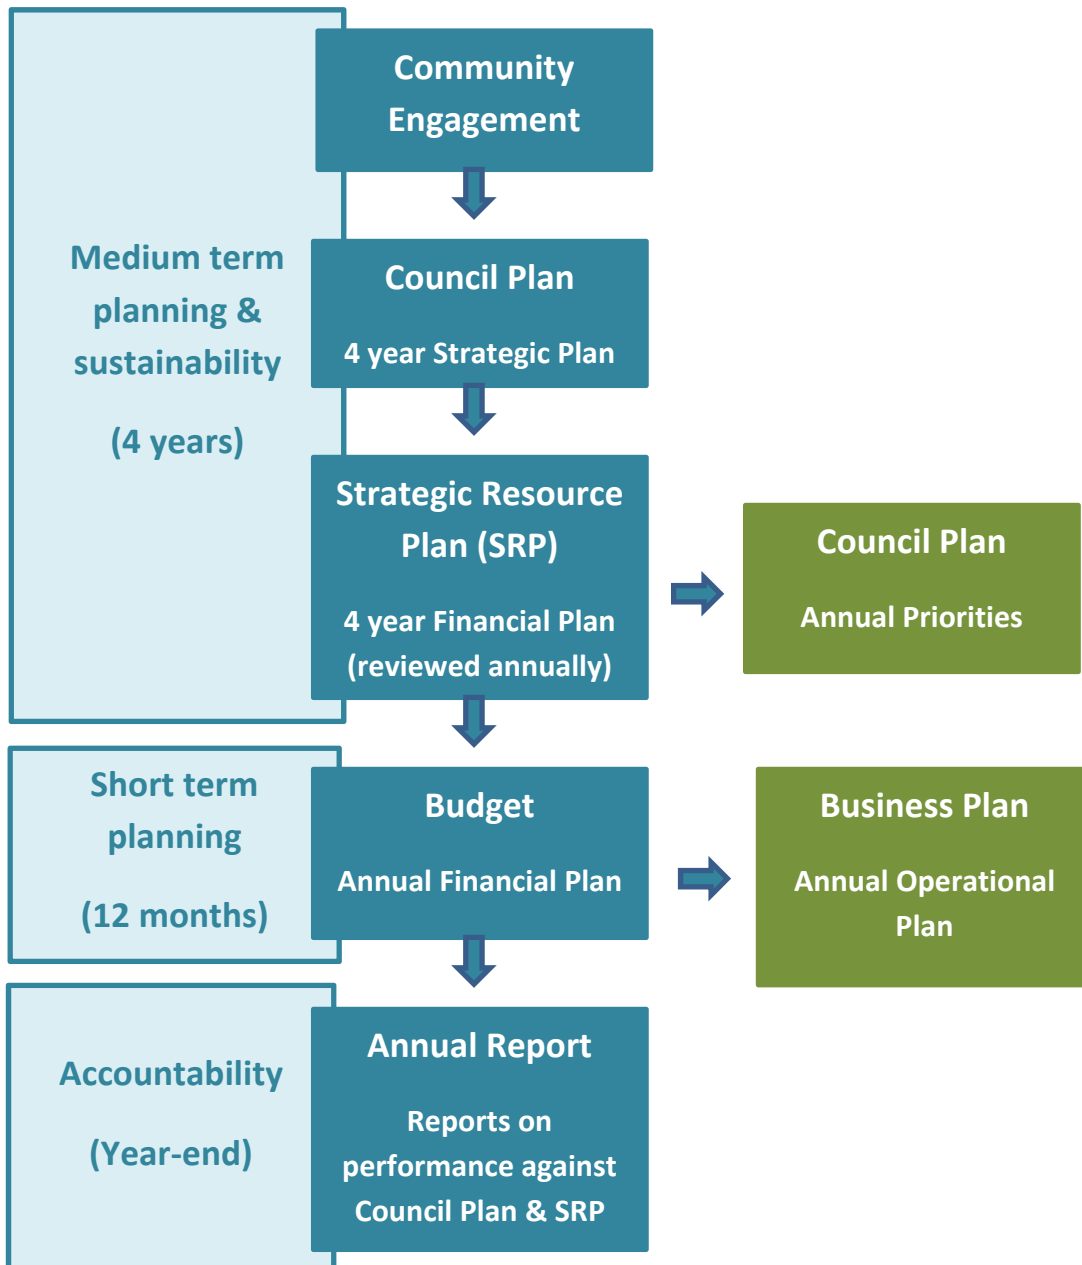 Community
Engagement
Medium term
planning &
sustainability
(4 years)
Council Plan
4 year Strategic Plan
Strategic Resource
Plan (SRP)
4 year Financial Plan
(reviewed annually)
Council Plan
Annual Priorities
Short term
planning
(12 months)
Budget
Annual Financial Plan
Business Plan
Annual Operational
Plan
Accountability
(Year-end)
Annual Report
Reports on
performance against
Council Plan & SRP